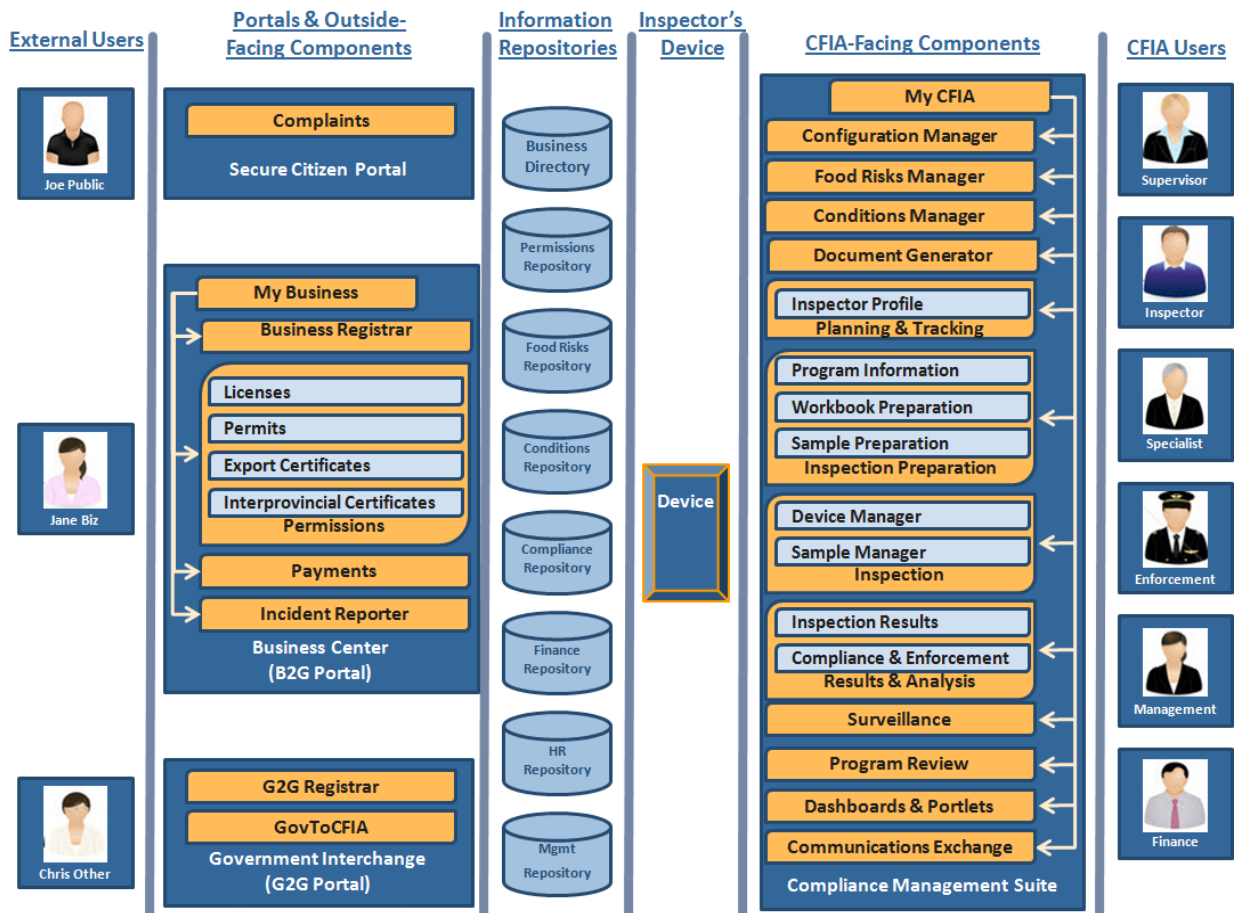 External Users
Joe Public
Jane Biz
Chris Other
Portals & Outside-
Facing Components
Complaints
Secure Citizen Portal
My Business
Business Registrar
Licenses
Permits
Export Certificates
Interprovincial Certificates
Permissions
Payments
Incident Reporter
Business Center
(B2G Portal)
G2G Registrar
GovToCFIA
Government Interchange
(G2G Portal)
Information
Repositories
Business
Directory
Permissions
Repository
Food Risks
Repository
Conditions
Repository
Compliance
Repository
Finance
Repository
HR
Repository
Mgmt
Repository
Inspector's
Device
Device
CFIA-Facing Components
My CFIA
Configuration Manager
Food Risks Manager
Conditions Manager
Document Generator
Inspector Profile
Planning & Tracking
Program Information
Workbook Preparation
Sample Preparation
Inspection Preparation
Device Manager
Sample Manager
Inspection
Inspection Results
Compliance & Enforcement
Results & Analysis
Surveillance
Program Review
Dashboards & Portlets
Communications Exchange
Compliance Management Suite
CFIA Users
Supervisor
Inspector
Specialist
Enforcement
Management
Finance